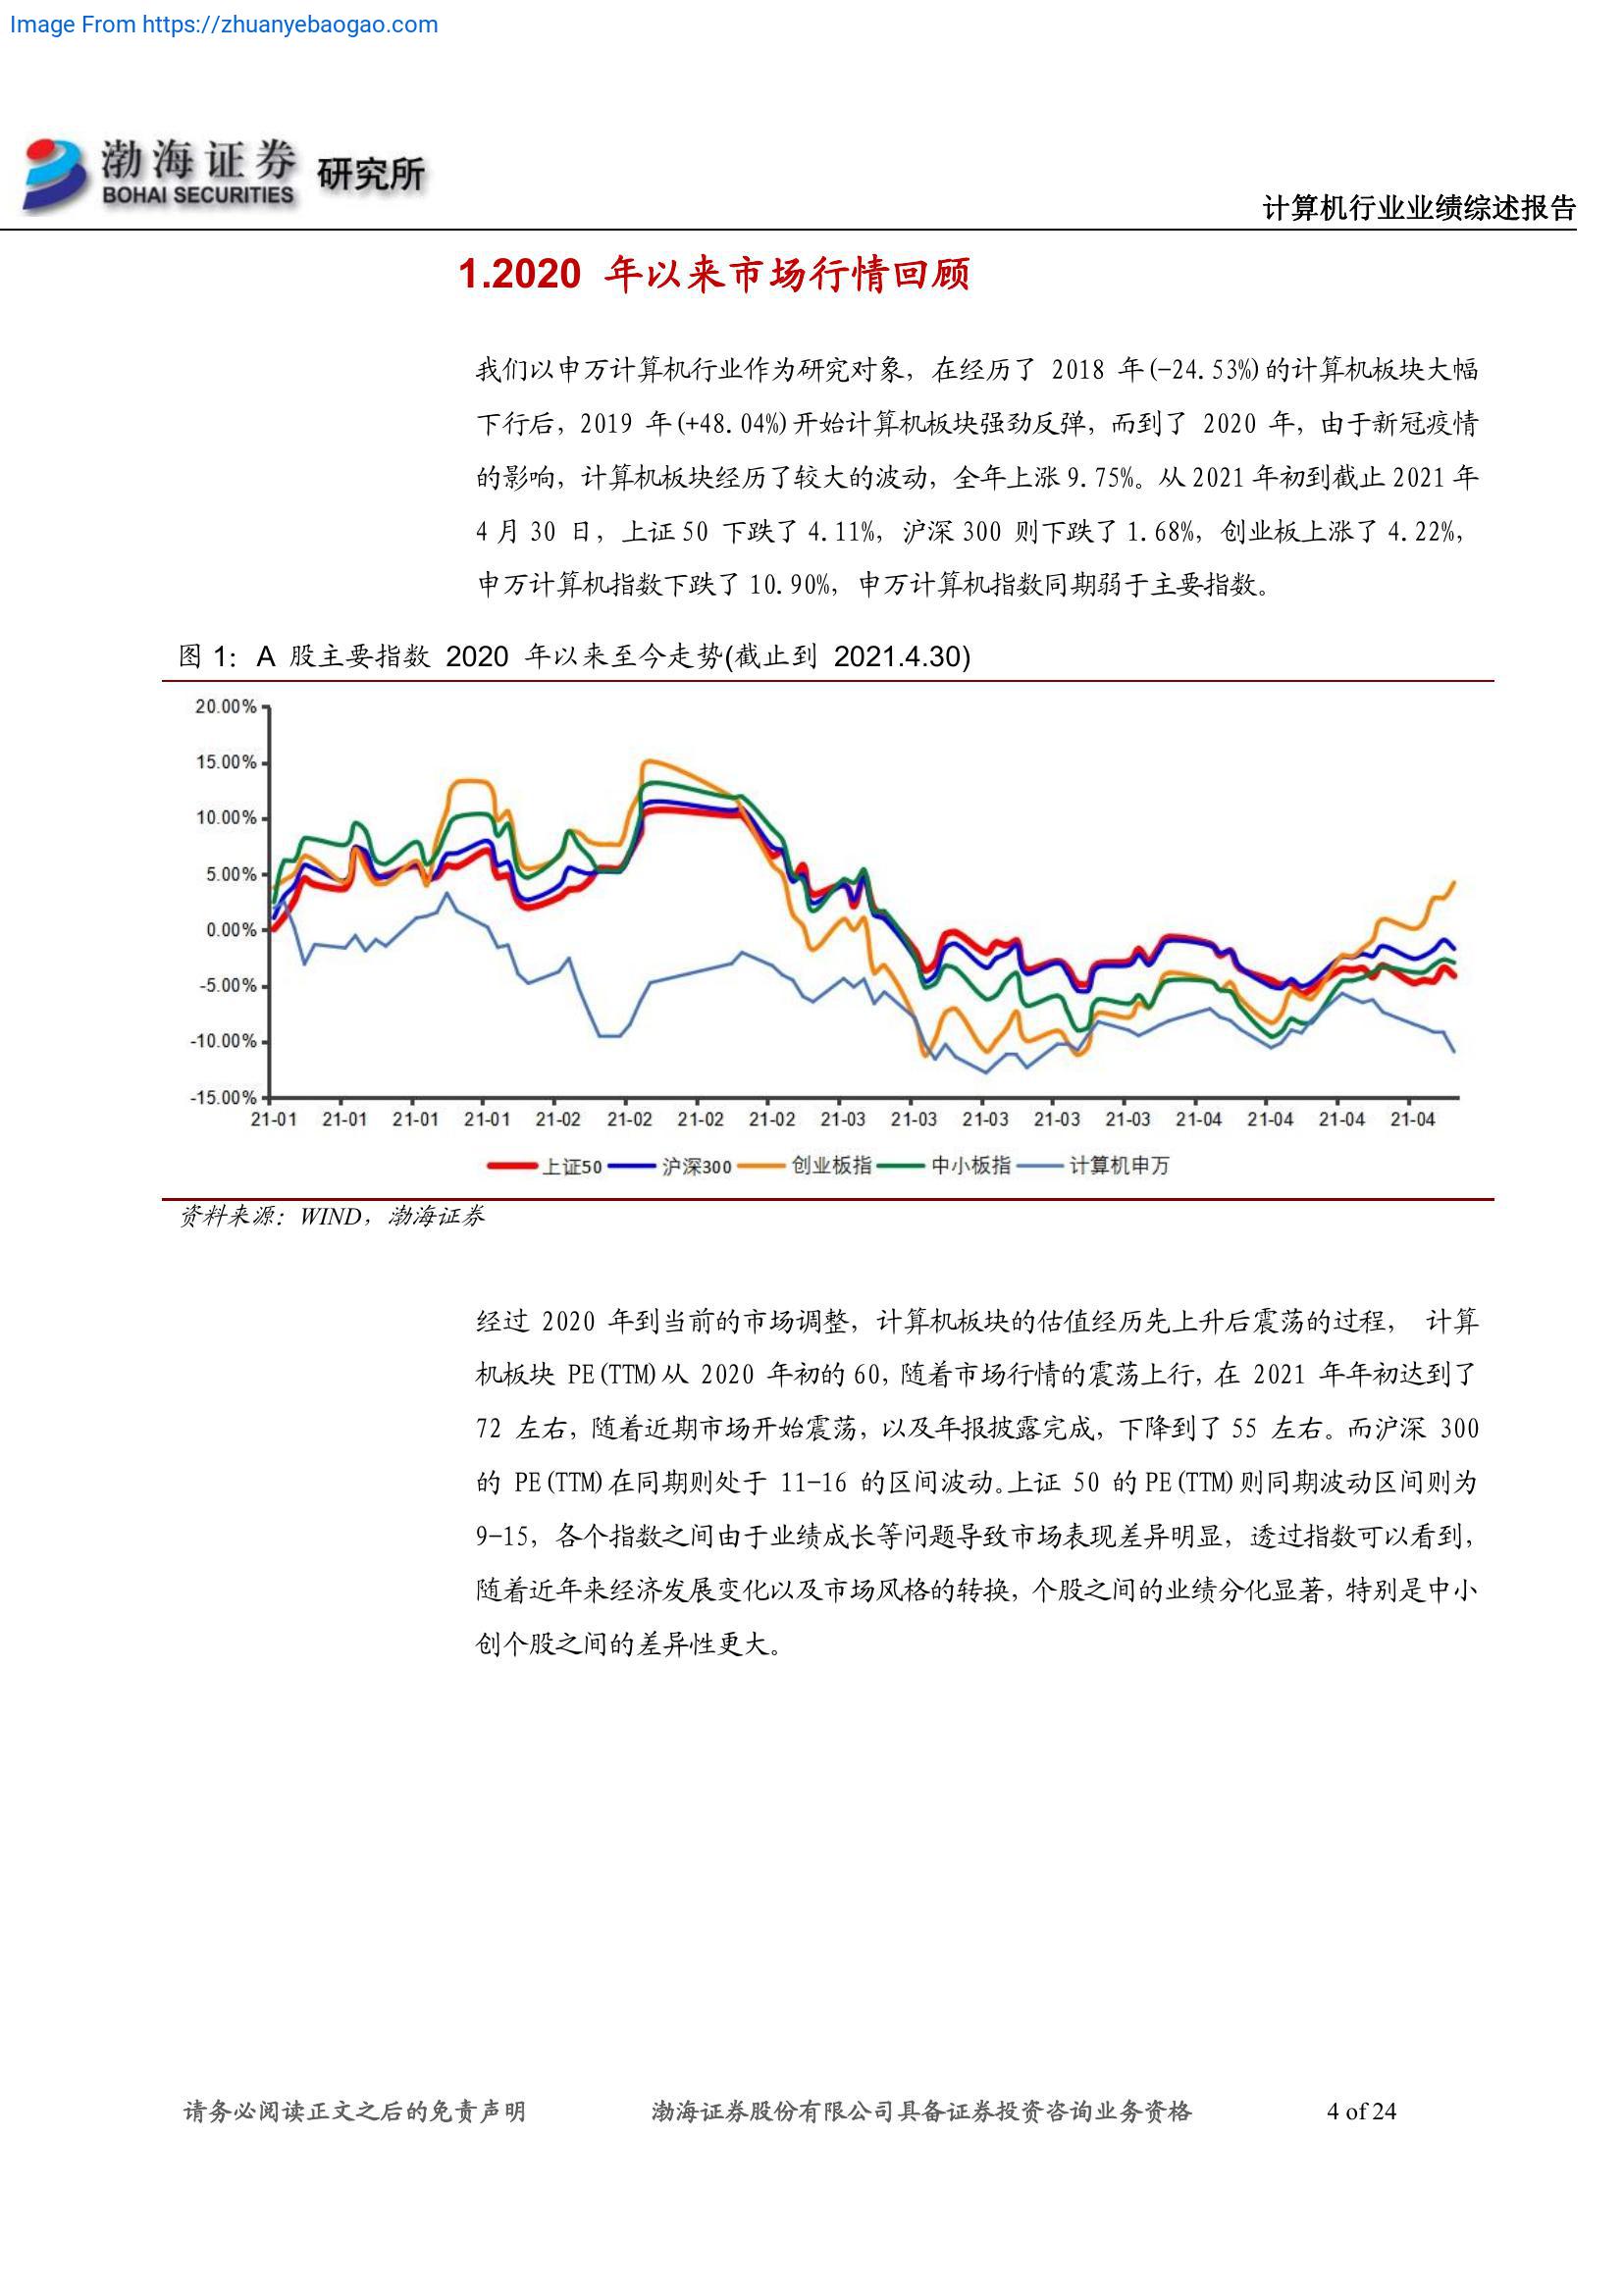 Image From https://zhuanyebaogao.com
渤海证券 研究所
BOHAI SECURITIES
计算机行业业绩综述报告
1.2020 年以来市场行情回顾
我们以申万计算机行业作为研究对象，在经历了 2018 年(-24.53%)的计算机板块大幅
下行后，2019 年(+48.04%)开始计算机板块强劲反弹，而到了 2020 年，由于新冠疫情
的影响，计算机板块经历了较大的波动，全年上涨 9.75%。从 2021 年初到截止 2021 年
4 月 30 日，上证 50 下跌了 4.11%，沪深 300 则下跌了 1.68%，创业板上涨了 4.22%，
申万计算机指数下跌了 10.90%，申万计算机指数同期弱于主要指数。
图 1：A 股主要指数 2020 年以来至今走势(截止到 2021.4.30)
20.00%
15.00%
10.00%
5.00%
0.00%
-5.00%
-10.00%
-15.00%
21-01 21-01 21-01 21-01 21-02 21-02 21-02 21-02 21-03 21-03 21-03 21-03 21-03 21-04 21-04 21-04 21-04
上证50 沪深300 创业板指 中小板指 计算机申万
资料来源：WIND，渤海证券
经过 2020 年到当前的市场调整，计算机板块的估值经历先上升后震荡的过程， 计算
机板块 PE(TTM)从 2020 年初的 60，随着市场行情的震荡上行，在 2021 年年初达到了
72 左右，随着近期市场开始震荡，以及年报披露完成，下降到了 55 左右。而沪深 300
的 PE(TTM)在同期则处于 11-16 的区间波动。上证 50 的 PE(TTM)则同期波动区间则为
9-15，各个指数之间由于业绩成长等问题导致市场表现差异明显，透过指数可以看到，
随着近年来经济发展变化以及市场风格的转换，个股之间的业绩分化显著，特别是中小
创个股之间的差异性更大。
请务必阅读正文之后的免责声明 渤海证券股份有限公司具备证券投资咨询业务资格 4 of 24